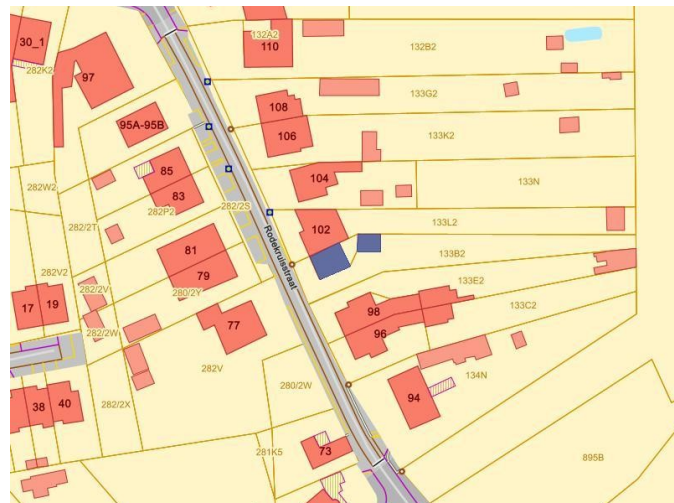 30_1
282K2
97
132A2
110
132B2
95A-95B
108
106
133G2
133K2
85
83
282P2
282W2
104
133N
282/2T
282/2S
102
133L2
Rodekruisstraat
81
79
133B2
282V2
282/2V
280/2Y
133E2
17
19
282/2W
77
98
96
133C2
282V
280/2W
134N
94
38
40
282/2X
73
281K5
895B